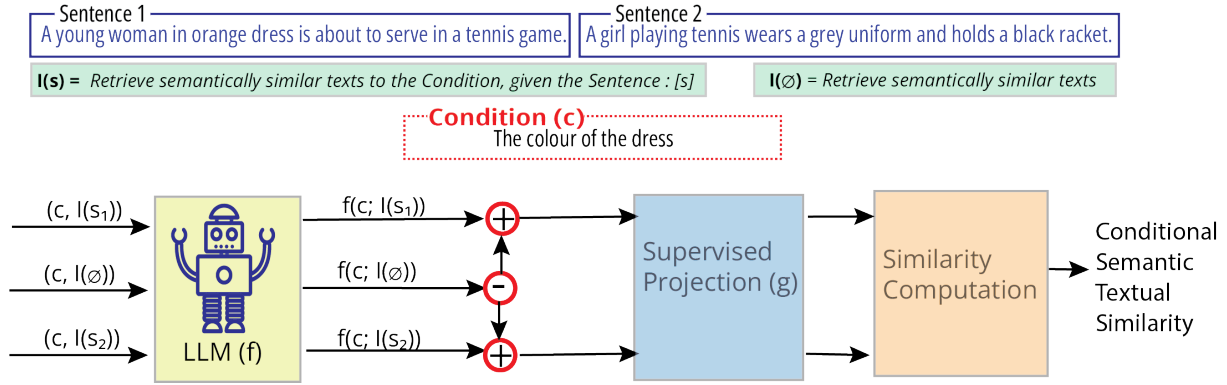 Sentence 1
Sentence 2
A young woman in orange dress is about to serve in a tennis game.
A girl playing tennis wears a grey uniform and holds a black racket.
I(s) = Retrieve semantically similar texts to the Condition, given the Sentence : [s]
I(∅) = Retrieve semantically similar texts
Condition (c)
The colour of the dress
(c, I(s₁))
(c, I(∅))
(c, I(s₂))
LLM (f)
f(c; I(s₁))
f(c; I(∅))
f(c; I(s₂))
+
-
+
Supervised
Projection (g)
Similarity
Computation
Conditional
Semantic
Textual
Similarity